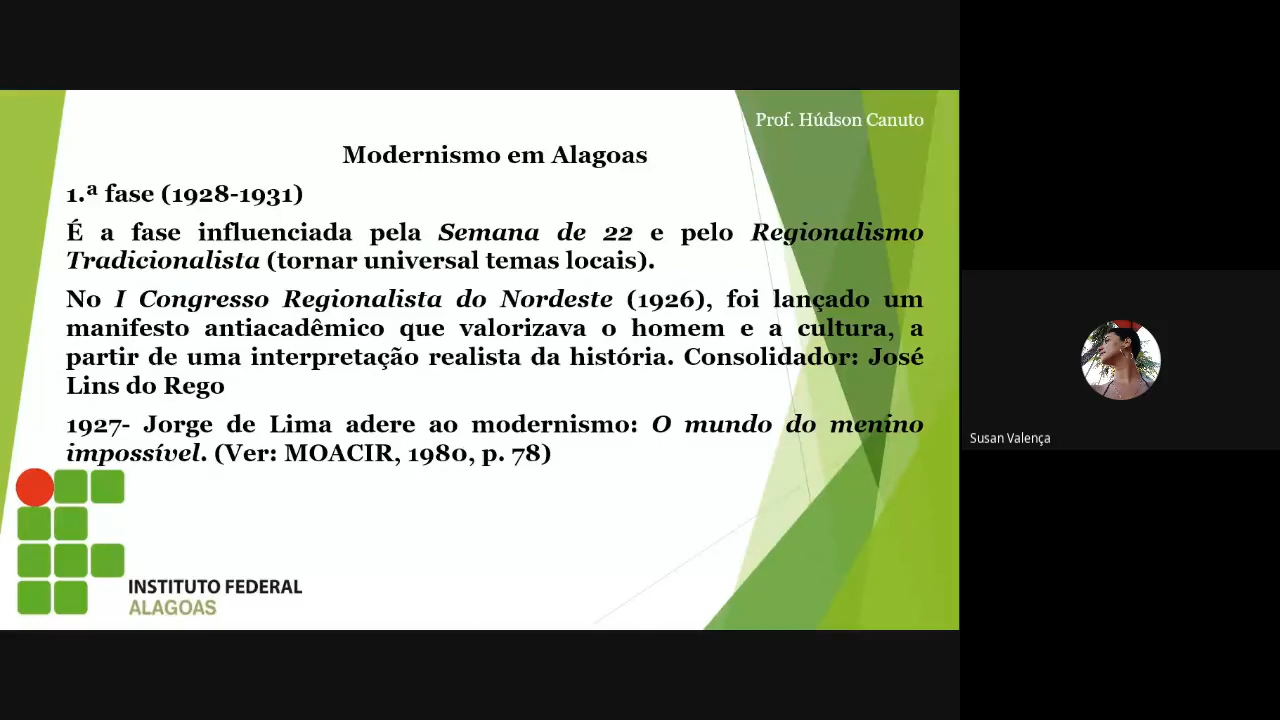 Prof. Húdson Canuto
Modernismo em Alagoas
1.ª fase (1928-1931)
É a fase influenciada pela Semana de 22 e pelo Regionalismo
Tradicionalista (tornar universal temas locais).
No I Congresso Regionalista do Nordeste (1926), foi lançado um
manifesto antiacadêmico que valorizava o homem e a cultura, a
partir de uma interpretação realista da história. Consolidador: José
Lins do Rego
1927- Jorge de Lima adere ao modernismo: O mundo do menino
impossível. (Ver: MOACIR, 1980, p. 78)
INSTITUTO FEDERAL
ALAGOAS
Susan Valença